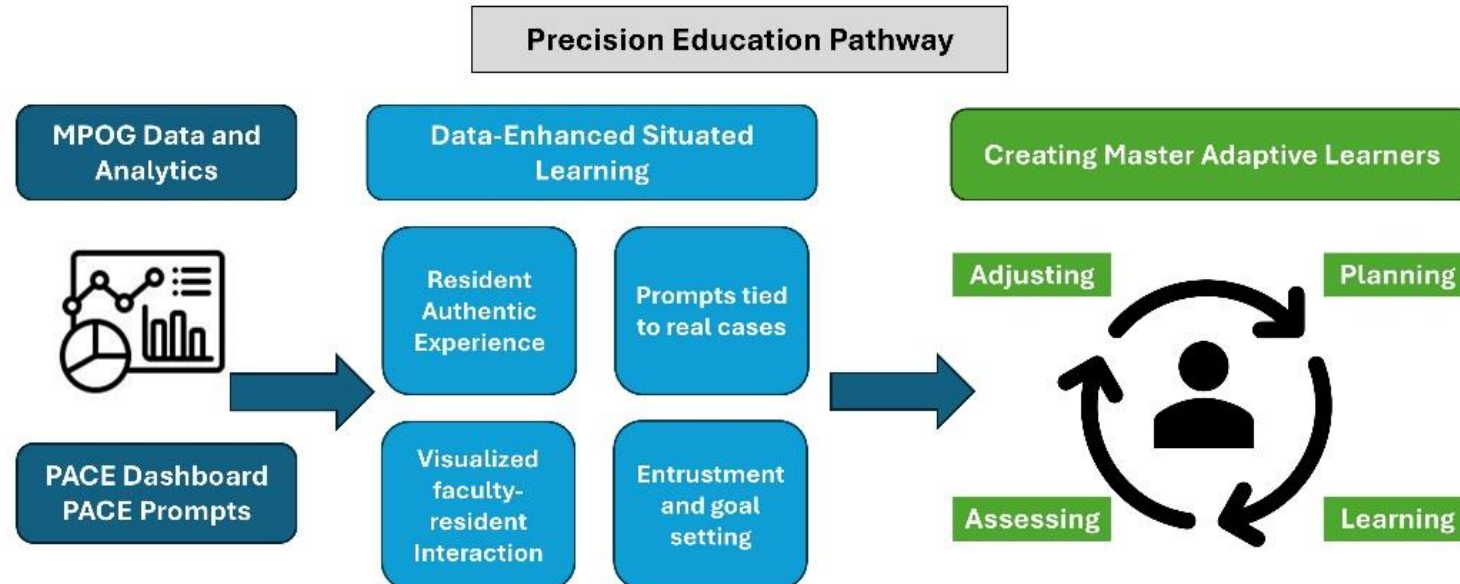 Precision Education Pathway
MPOG Data and
Analytics
PACE Dashboard
PACE Prompts
Data-Enhanced Situated
Learning
Resident
Authentic
Experience
Prompts tied
to real cases
Visualized
faculty-
resident
Interaction
Entrustment
and goal
setting
Creating Master Adaptive Learners
Adjusting
Planning
Assessing
Learning